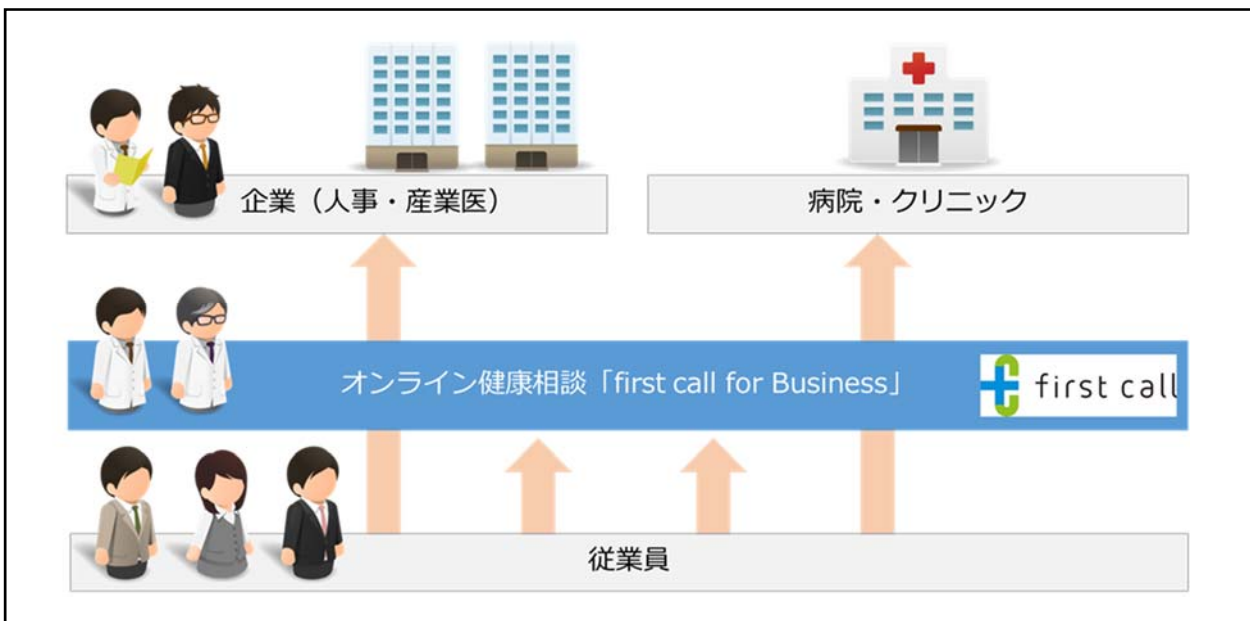 企業（人事・産業医）
病院・クリニック
オンライン健康相談「first call for Business」
first call
従業員